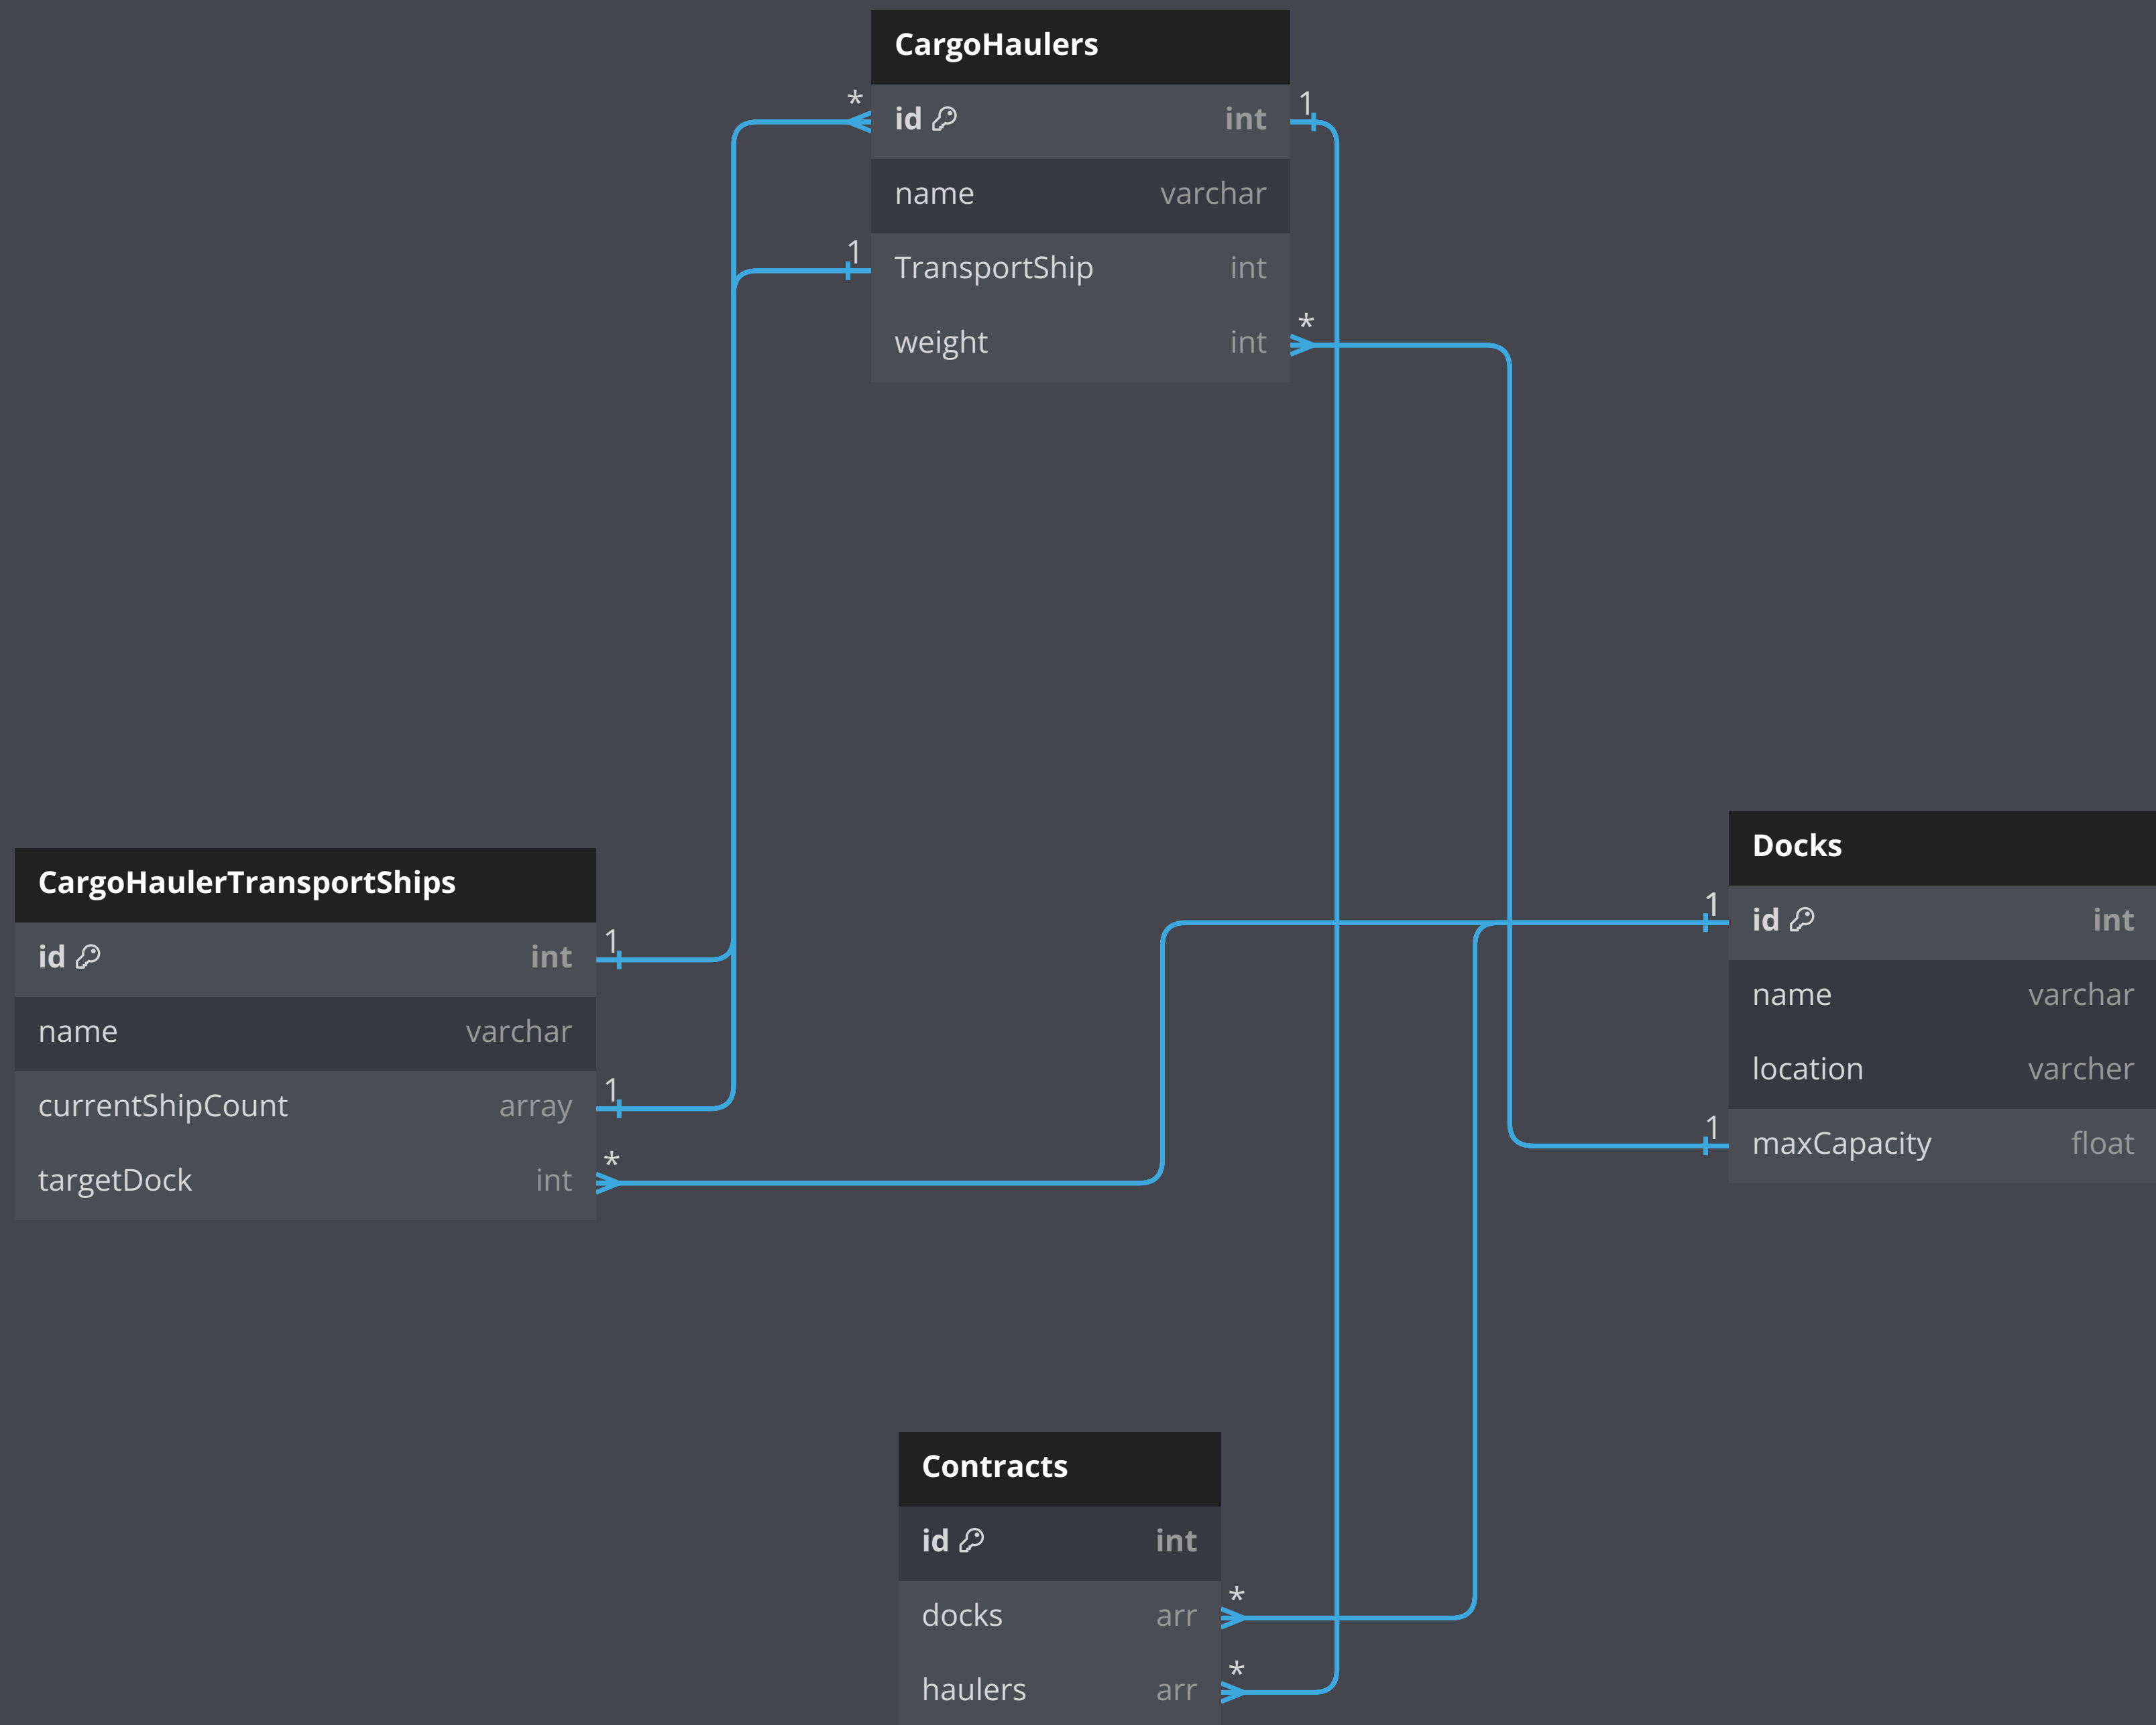 CargoHaulers
* id int 1
name varchar
1 TransportShip int
weight int *
CargoHaulerTransportShips
id int 1
name varchar
currentShipCount array 1
targetDock int *
Docks
1 id int
name varchar
location varcher
1 maxCapacity float
Contracts
id int
docks arr *
haulers arr *